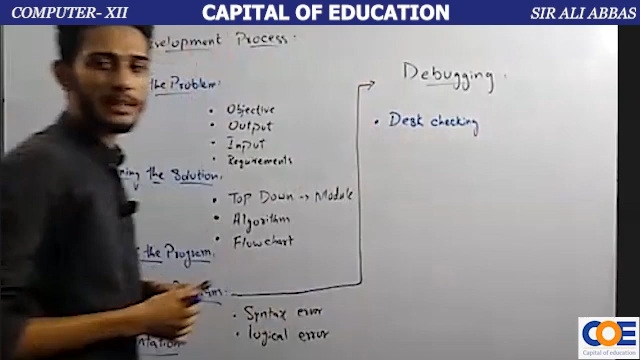 COMPUTER- XII
CAPITAL OF EDUCATION
SIR ALI ABBAS
Process:
the Problem:
• Objective
• Output
• Input
• Requirements
the Solution.
• Top Down → Module
• Algorithm
• Flowchart
the Program.
• Syntax error
• logical error
Debugging:
• Desk checking
COE
Capital of education